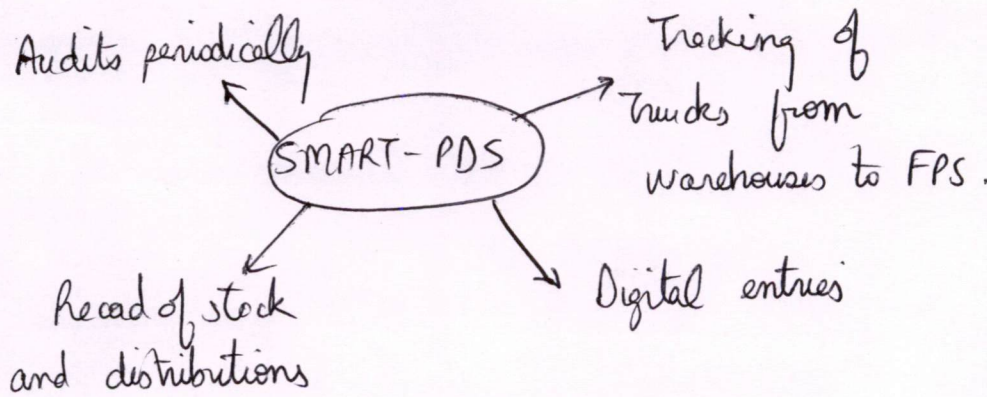 Audits periodically
Tracking of
Trucks from
warehouses to FPS.
SMART-PDS
Record of stock
and distributions
Digital entries